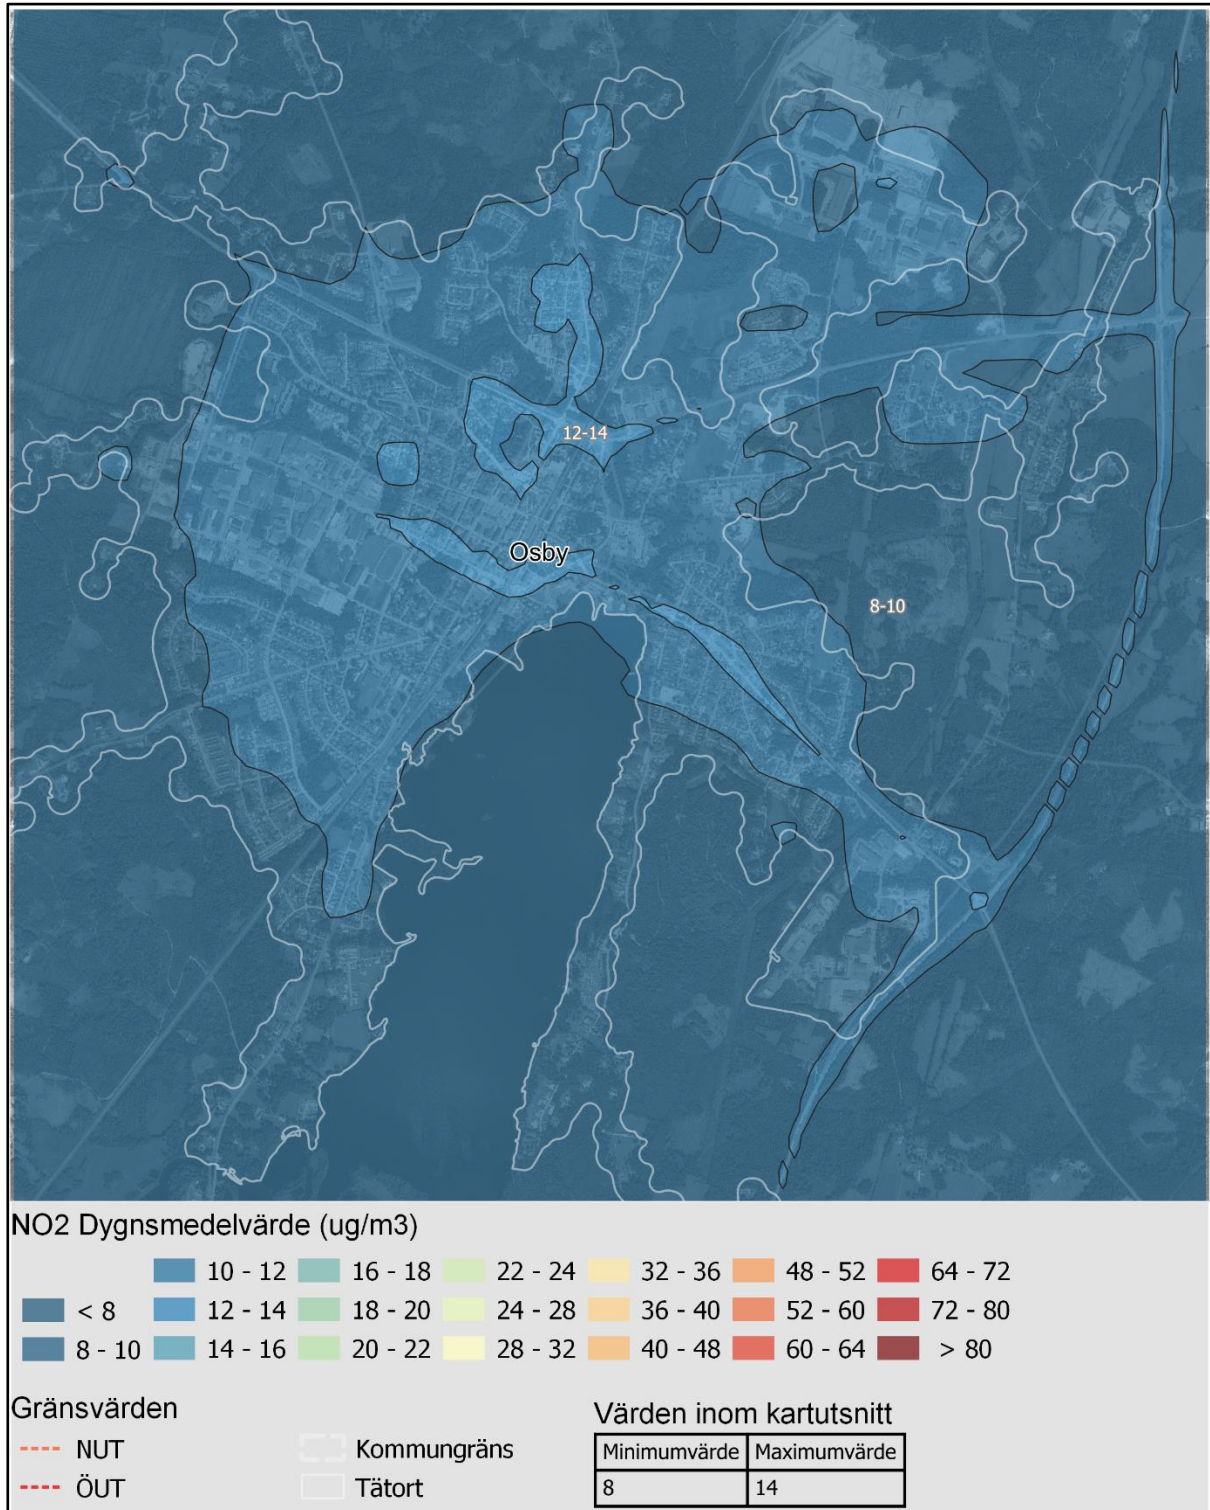 12-14
Osby
8-10
NO2 Dygnsmedelvärde (ug/m3)
10 - 12 16 - 18 22 - 24 32 - 36 48 - 52 64 - 72
< 8 12 - 14 18 - 20 24 - 28 36 - 40 52 - 60 72 - 80
8 - 10 14 - 16 20 - 22 28 - 32 40 - 48 60 - 64 > 80
Gränsvärden
NUT
ÖUT
Kommungräns
Tätort
Värden inom kartutsnitt
Minimumvärde Maximumvärde
8 14